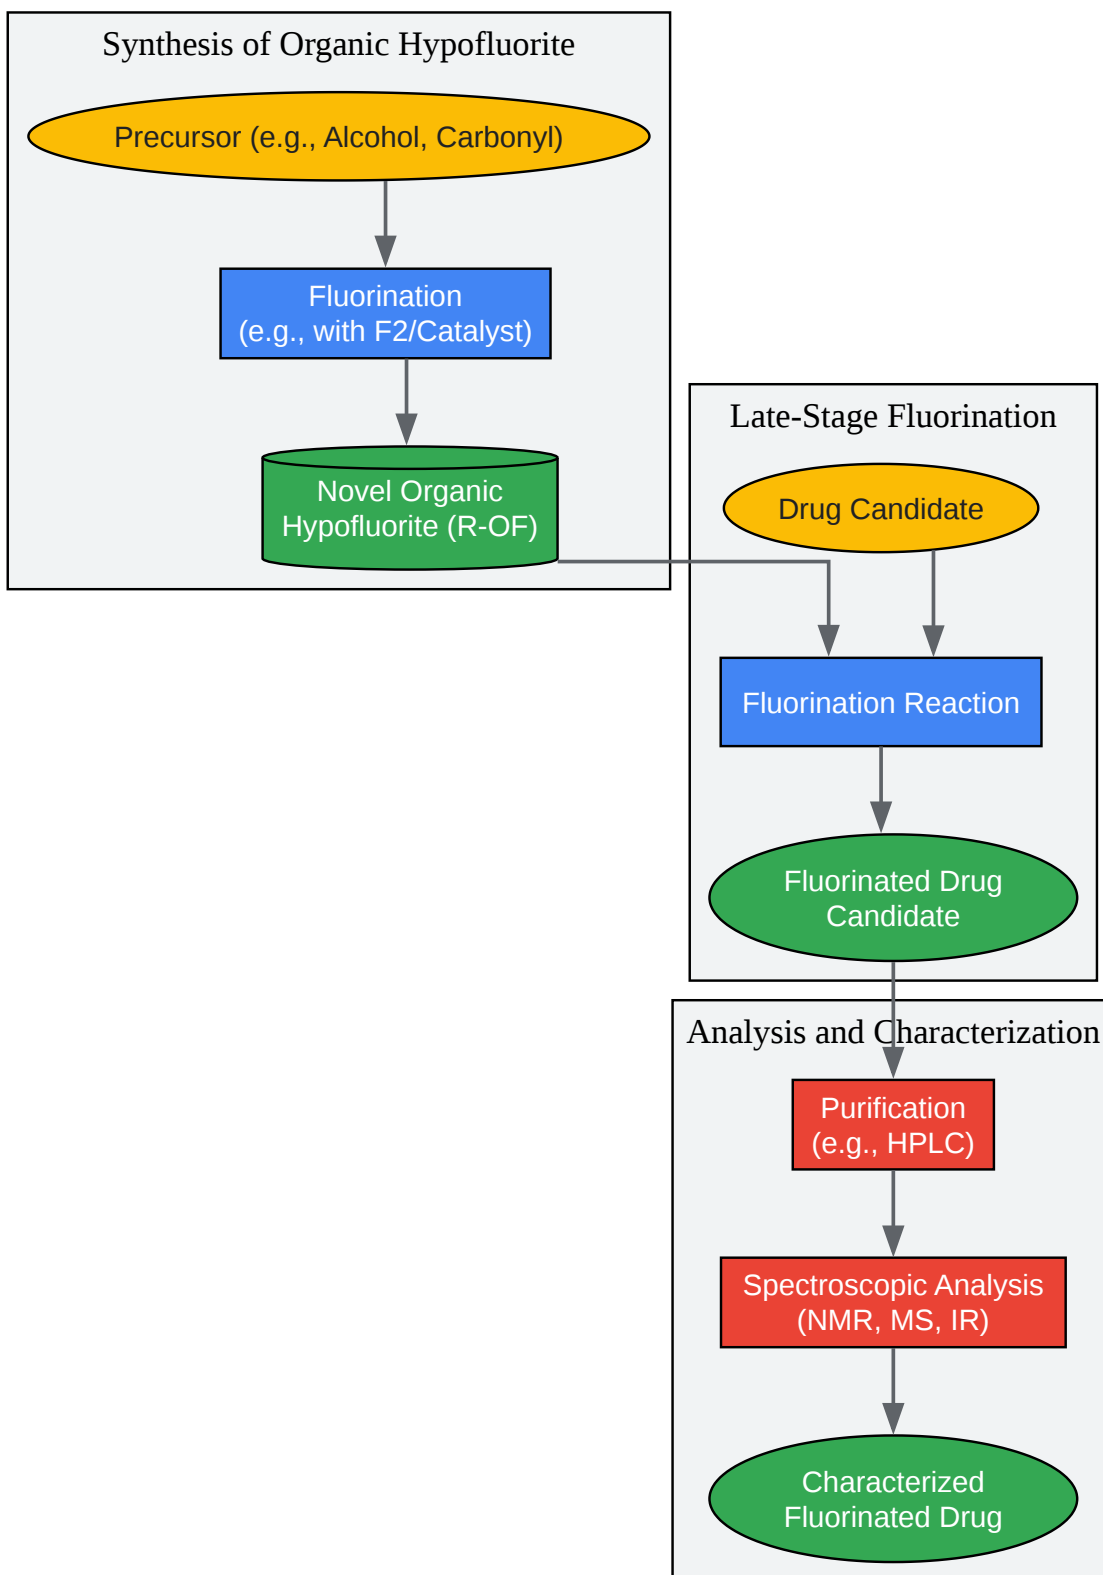 Synthesis of Organic Hypofluorite
Precursor (e.g., Alcohol, Carbonyl)
Fluorination
(e.g., with F2/Catalyst)
Novel Organic
Hypofluorite (R-OF)
Late-Stage Fluorination
Drug Candidate
Fluorination Reaction
Fluorinated Drug
Candidate
Analysis and Characterization
Purification
(e.g., HPLC)
Spectroscopic Analysis
(NMR, MS, IR)
Characterized
Fluorinated Drug